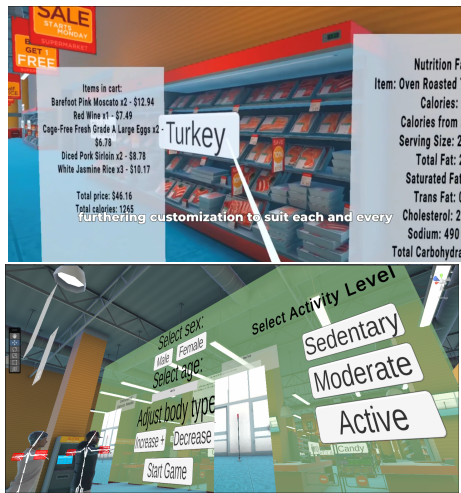 SALE
STARTS
MONDAY
SUPERMARKET
GET 1
FREE
Items in cart:
Barefoot Pink Moscato x2 - $12.94
Red Wine x1 - $7.49
Cage-Free Fresh Grade A Large Eggs x2 -
$6.78
Diced Pork Sirloin x2 - $8.78
White Jasmine Rice x3 - $10.17
Total price: $46.16
Total calories: 1265
Turkey
Nutrition
Item: Oven Roasted
Calories:
Calories from
Serving Size: 2
Total Fat:
Saturated Fat
Trans Fat:
Cholesterol: 2
Sodium: 490
Total Carbohydra
furthering customization to suit each and every
Select sex:
Male
Female
Select age:
Adjust body type
Increase +
Decrease
Start Game
Select Activity Level
Sedentary
Moderate
Active
Candy